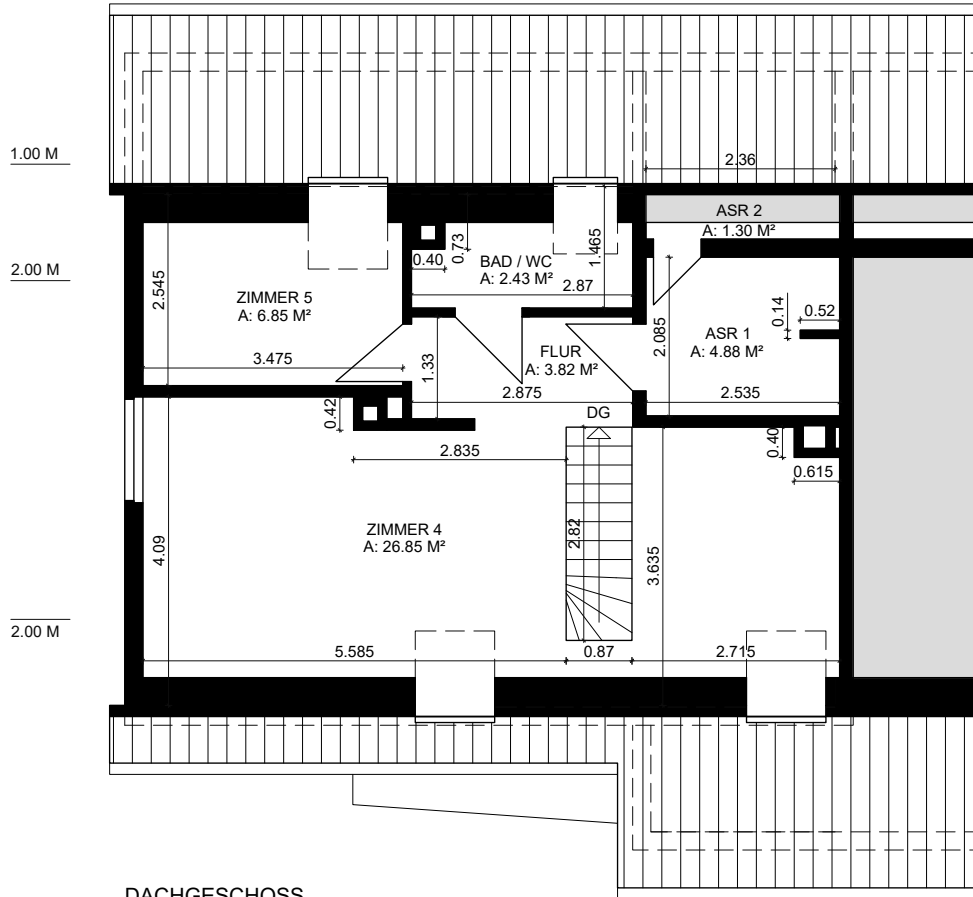 2.36
1.00 M
ASR 2
A: 1.30 M²
0.73
1.465
0.40
BAD / WC
A: 2.43 M²
2.87
2.00 M
2.545
ZIMMER 5
A: 6.85 M²
3.475
1.33
FLUR
A: 3.82 M²
2.875
2.085
0.14
0.52
ASR 1
A: 4.88 M²
2.535
0.42
DG
0.40
2.835
0.615
4.09
ZIMMER 4
A: 26.85 M²
2.82
3.635
2.00 M
5.585
0.87
2.715
DACHGESCHOSS